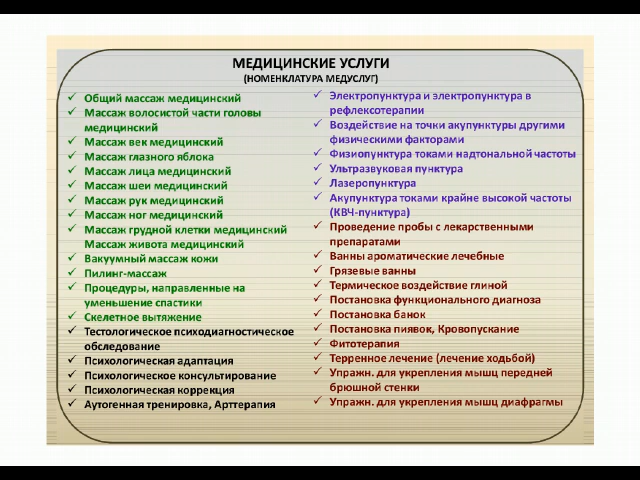 МЕДИЦИНСКИЕ УСЛУГИ
(НОМЕНКЛАТУРА МЕДУСЛУГ)
✓ Общий массаж медицинский
✓ Массаж волосистой части головы
медицинский
✓ Массаж век медицинский
✓ Массаж глазного яблока
✓ Массаж лица медицинский
✓ Массаж шеи медицинский
✓ Массаж рук медицинский
✓ Массаж ног медицинский
✓ Массаж грудной клетки медицинский
Массаж живота медицинский
✓ Вакуумный массаж кожи
✓ Пилинг-массаж
✓ Процедуры, направленные на
уменьшение спастики
✓ Скелетное вытяжение
✓ Тестологическое психодиагностическое
обследование
✓ Психологическая адаптация
✓ Психологическое консультирование
✓ Психологическая коррекция
✓ Аутогенная тренировка, Арттерапия
✓ Электропунктура и электропунктура в
рефлексотерапии
✓ Воздействие на точки акупунктуры другими
физическими факторами
✓ Физиопунктура токами надтональной частоты
✓ Ультразвуковая пунктура
✓ Лазеропунктура
✓ Акупунктура токами крайне высокой частоты
(КВЧ-пунктура)
✓ Проведение пробы с лекарственными
препаратами
✓ Ванны ароматические лечебные
✓ Грязевые ванны
✓ Термическое воздействие глиной
✓ Постановка функционального диагноза
✓ Постановка банок
✓ Постановка пиявок, Кровопускание
✓ Фитотерапия
✓ Терренное лечение (лечение ходьбой)
✓ Упражн. для укрепления мышц передней
брюшной стенки
✓ Упражн. для укрепления мышц диафрагмы